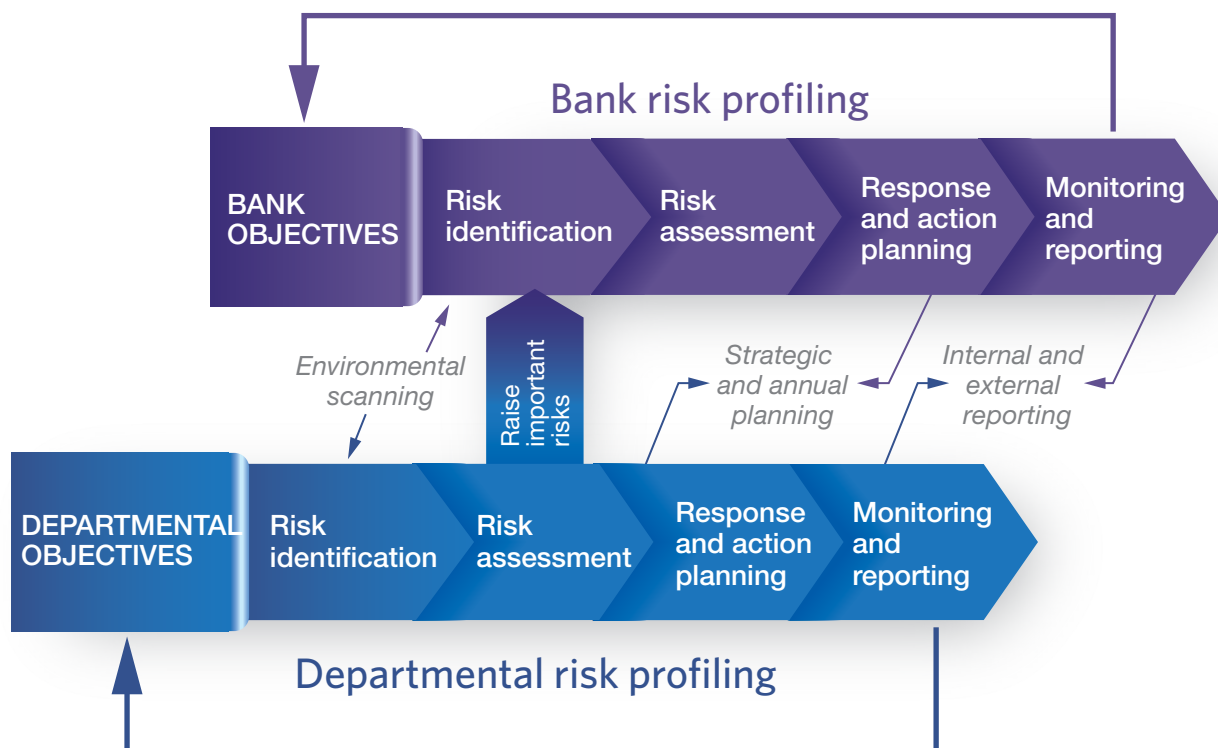 Bank risk profiling
BANK
OBJECTIVES
Risk
identification
Risk
assessment
Response
and action
planning
Monitoring
and
reporting
Environmental
scanning
Raise
important
risks
Strategic
and annual
planning
Internal and
external
reporting
DEPARTMENTAL
OBJECTIVES
Risk
identification
Risk
assessment
Response
and action
planning
Monitoring
and
reporting
Departmental risk profiling